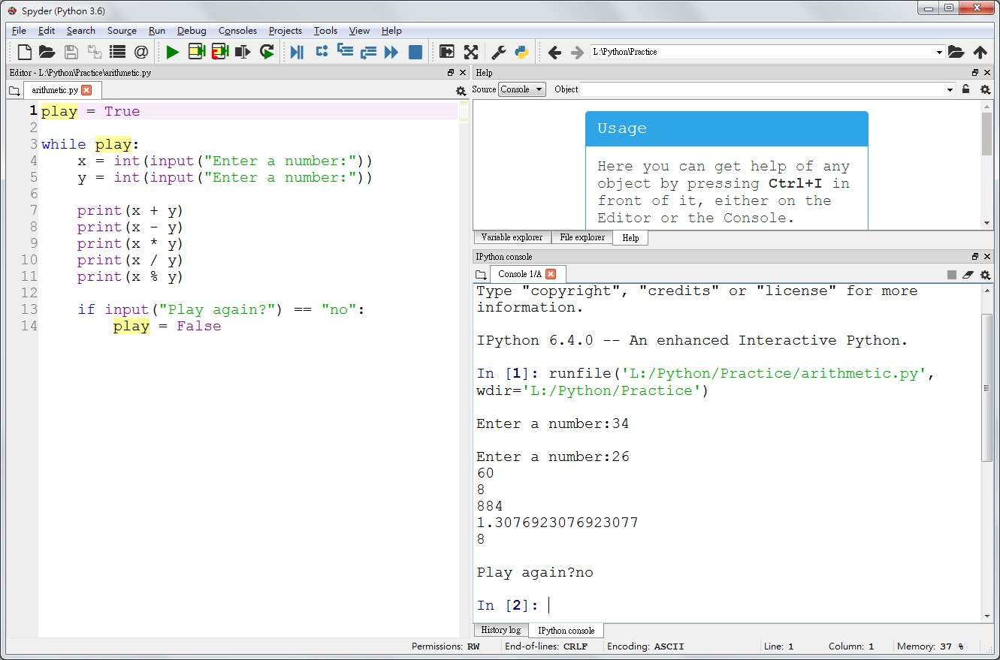 Spyder (Python 3.6)
File Edit Search Source Run Debug Consoles Projects Tools View Help
L:\Python\Practice
Editor - L:\Python\Practice\arithmetic.py
arithmetic.py
1 play = True
2
3 while play:
4     x = int(input("Enter a number:"))
5     y = int(input("Enter a number:"))
6
7     print(x + y)
8     print(x - y)
9     print(x * y)
10     print(x / y)
11     print(x % y)
12
13     if input("Play again?") == "no":
14         play = False
Help
Source Console Object
Usage
Here you can get help of any
object by pressing Ctrl+I in
front of it, either on the
Editor or the Console.
Variable explorer File explorer Help
IPython console
Console 1/A
Type "copyright", "credits" or "license" for more
information.
IPython 6.4.0 -- An enhanced Interactive Python.
In [1]: runfile('L:/Python/Practice/arithmetic.py',
wdir='L:/Python/Practice')
Enter a number:34
Enter a number:26
60
8
884
1.3076923076923077
8
Play again?no
In [2]:
History log IPython console
Permissions: RW End-of-lines: CRLF Encoding: ASCII Line: 1 Column: 1 Memory: 37 %